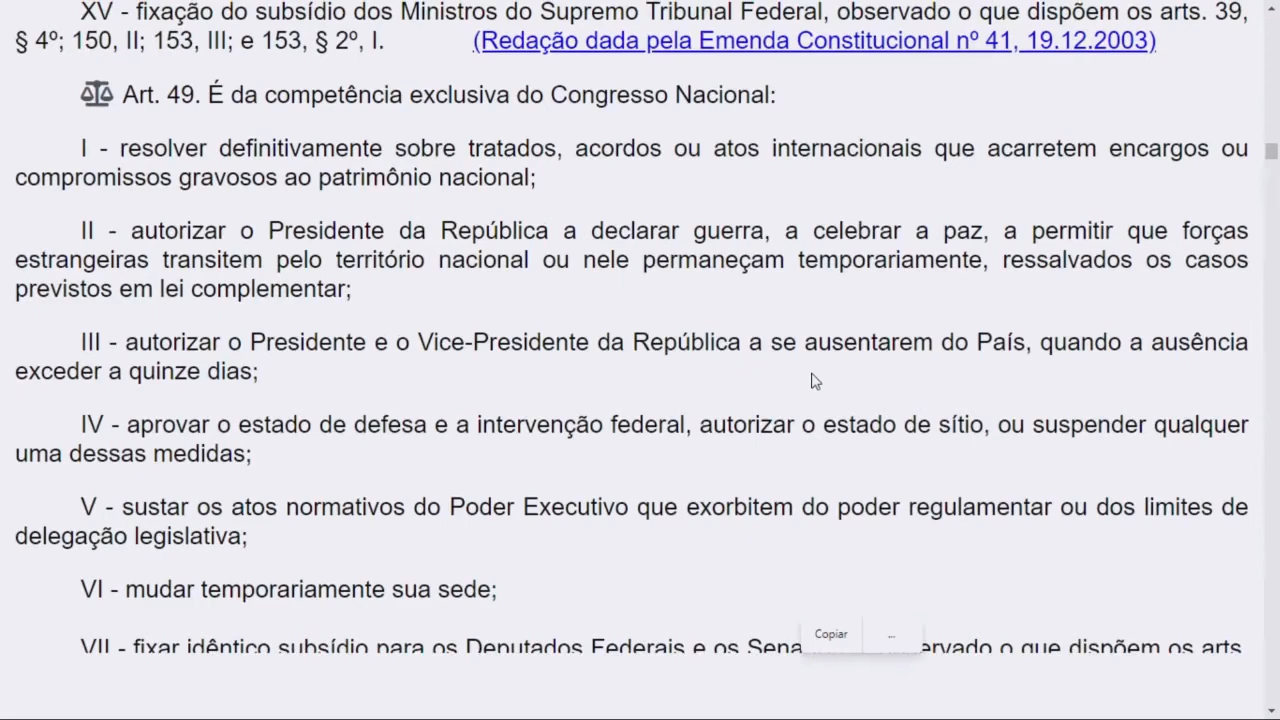 XV - fixação do subsídio dos Ministros do Supremo Tribunal Federal, observado o que dispõem os arts. 39,
§ 4º; 150, II; 153, III; e 153, § 2º, I. (Redação dada pela Emenda Constitucional nº 41, 19.12.2003)
Art. 49. É da competência exclusiva do Congresso Nacional:
I - resolver definitivamente sobre tratados, acordos ou atos internacionais que acarretem encargos ou
compromissos gravosos ao patrimônio nacional;
II - autorizar o Presidente da República a declarar guerra, a celebrar a paz, a permitir que forças
estrangeiras transitem pelo território nacional ou nele permaneçam temporariamente, ressalvados os casos
previstos em lei complementar;
III - autorizar o Presidente e o Vice-Presidente da República a se ausentarem do País, quando a ausência
exceder a quinze dias;
IV - aprovar o estado de defesa e a intervenção federal, autorizar o estado de sítio, ou suspender qualquer
uma dessas medidas;
V - sustar os atos normativos do Poder Executivo que exorbitem do poder regulamentar ou dos limites de
delegação legislativa;
VI - mudar temporariamente sua sede;
VII - fixar idêntico subsídio para os Deputados Federais e os o que dispõem os arts.
Copiar ...